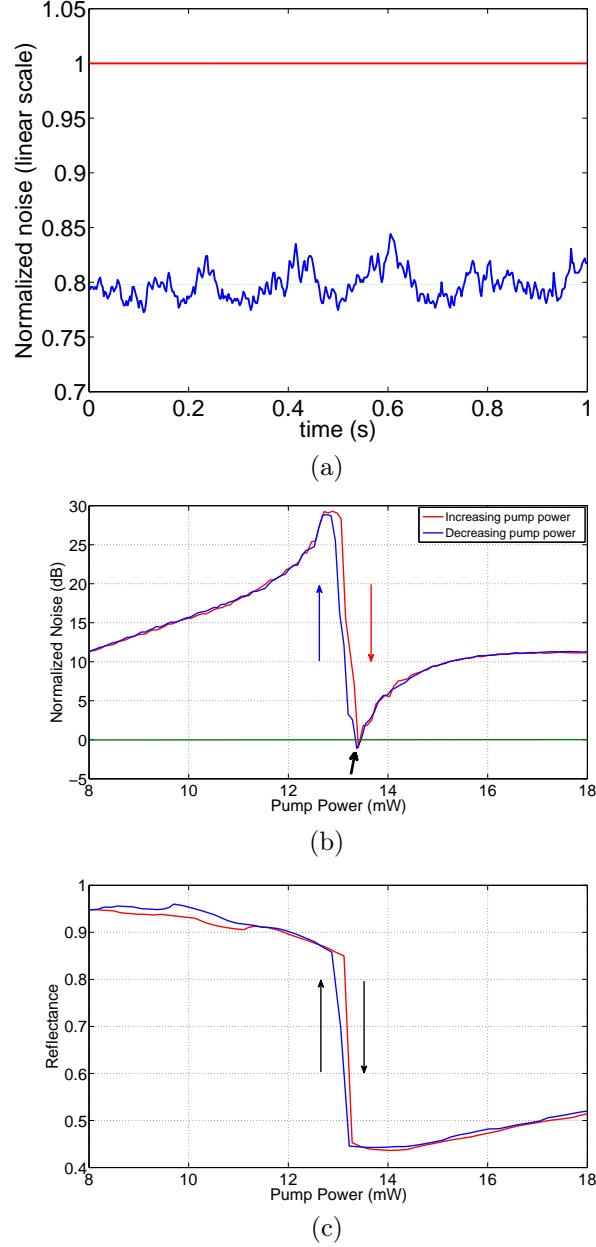 1.05
1
0.95
0.9
0.85
0.8
0.75
0.7
Normalized noise (linear scale)
0 0.2 0.4 0.6 0.8 1
time (s)
(a)
30
25
20
15
10
5
0
−5
Normalized Noise (dB)
Increasing pump power
Decreasing pump power
8 10 12 14 16 18
Pump Power (mW)
(b)
1
0.9
0.8
0.7
0.6
0.5
0.4
Reflectance
8 10 12 14 16 18
Pump Power (mW)
(c)